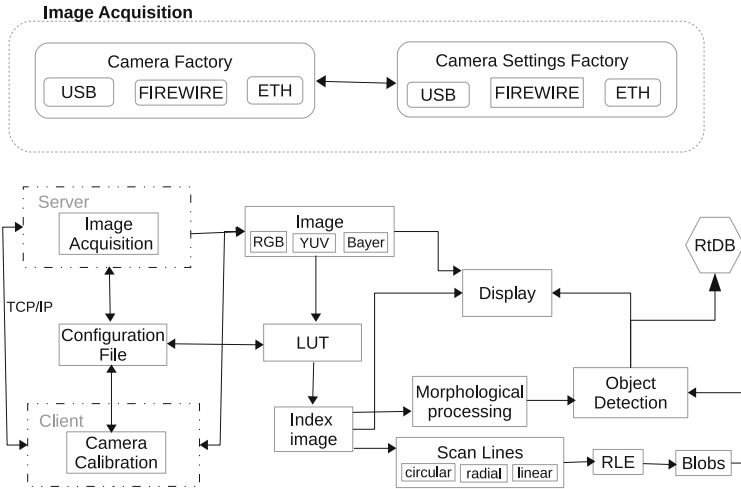 Image Acquisition
Camera Factory
USB
FIREWIRE
ETH
Camera Settings Factory
USB
FIREWIRE
ETH
Server
Image
Acquisition
Image
RGB
YUV
Bayer
RtDB
TCP/IP
Display
Configuration
File
LUT
Morphological
processing
Object
Detection
Client
Camera
Calibration
Index
image
Scan Lines
circular
radial
linear
RLE
Blobs